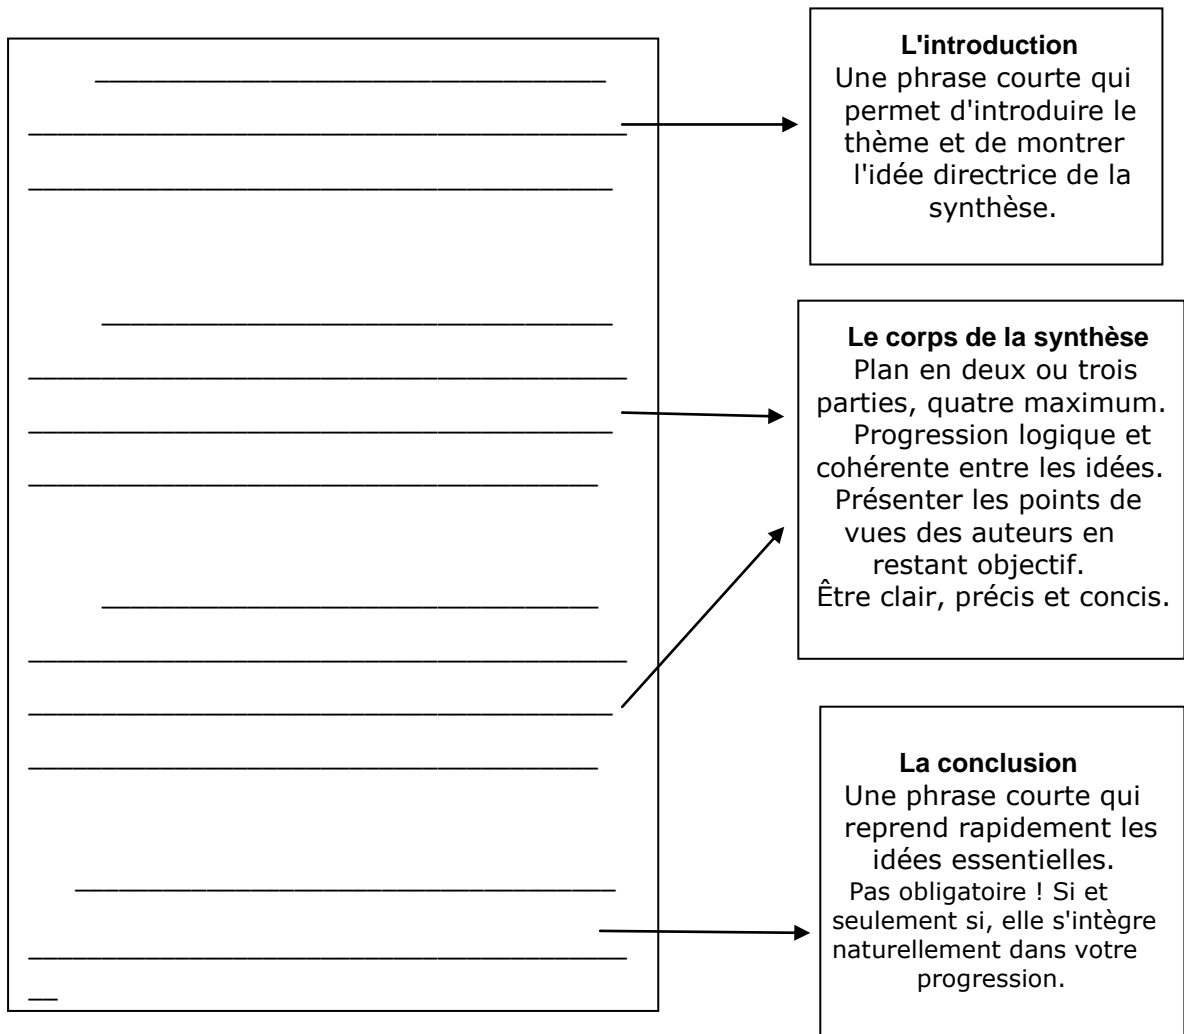 L'introduction
Une phrase courte qui
permet d'introduire le
thème et de montrer
l'idée directrice de la
synthèse.
Le corps de la synthèse
Plan en deux ou trois
parties, quatre maximum.
Progression logique et
cohérente entre les idées.
Présenter les points de
vues des auteurs en
restant objectif.
Être clair, précis et concis.
La conclusion
Une phrase courte qui
reprend rapidement les
idées essentielles.
Pas obligatoire ! Si et
seulement si, elle s'intègre
naturellement dans votre
progression.